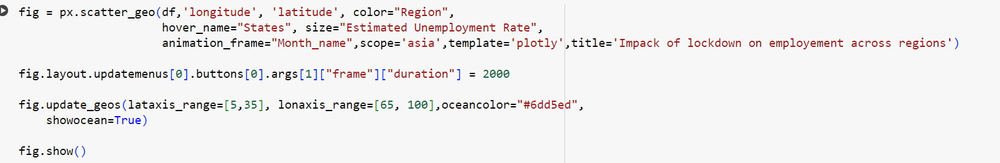 fig = px.scatter_geo(df,'longitude', 'latitude', color="Region",
hover_name="States", size="Estimated Unemployment Rate",
animation_frame="Month_name",scope='asia',template='plotly',title='Impack of lockdown on employement across regions')
fig.layout.updatemenus[0].buttons[0].args[1]["frame"]["duration"] = 2000
fig.update_geos(lataxis_range=[5,35], lonaxis_range=[65, 100],oceancolor="#6dd5ed",
showocean=True)
fig.show()